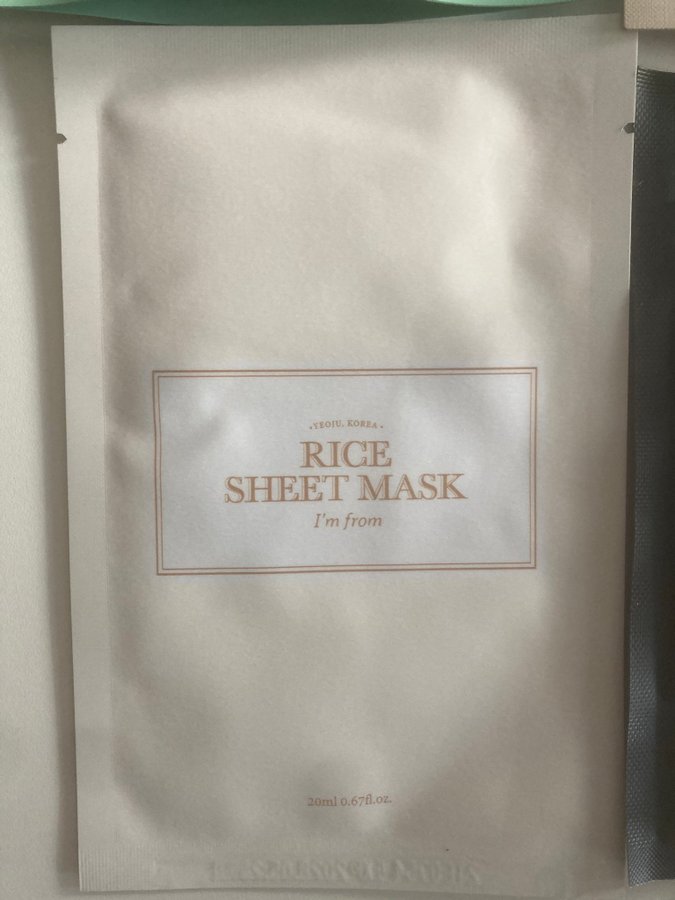 • YEOJU, KOREA •
RICE
SHEET MASK
I'm from
20ml 0.67fl.oz.